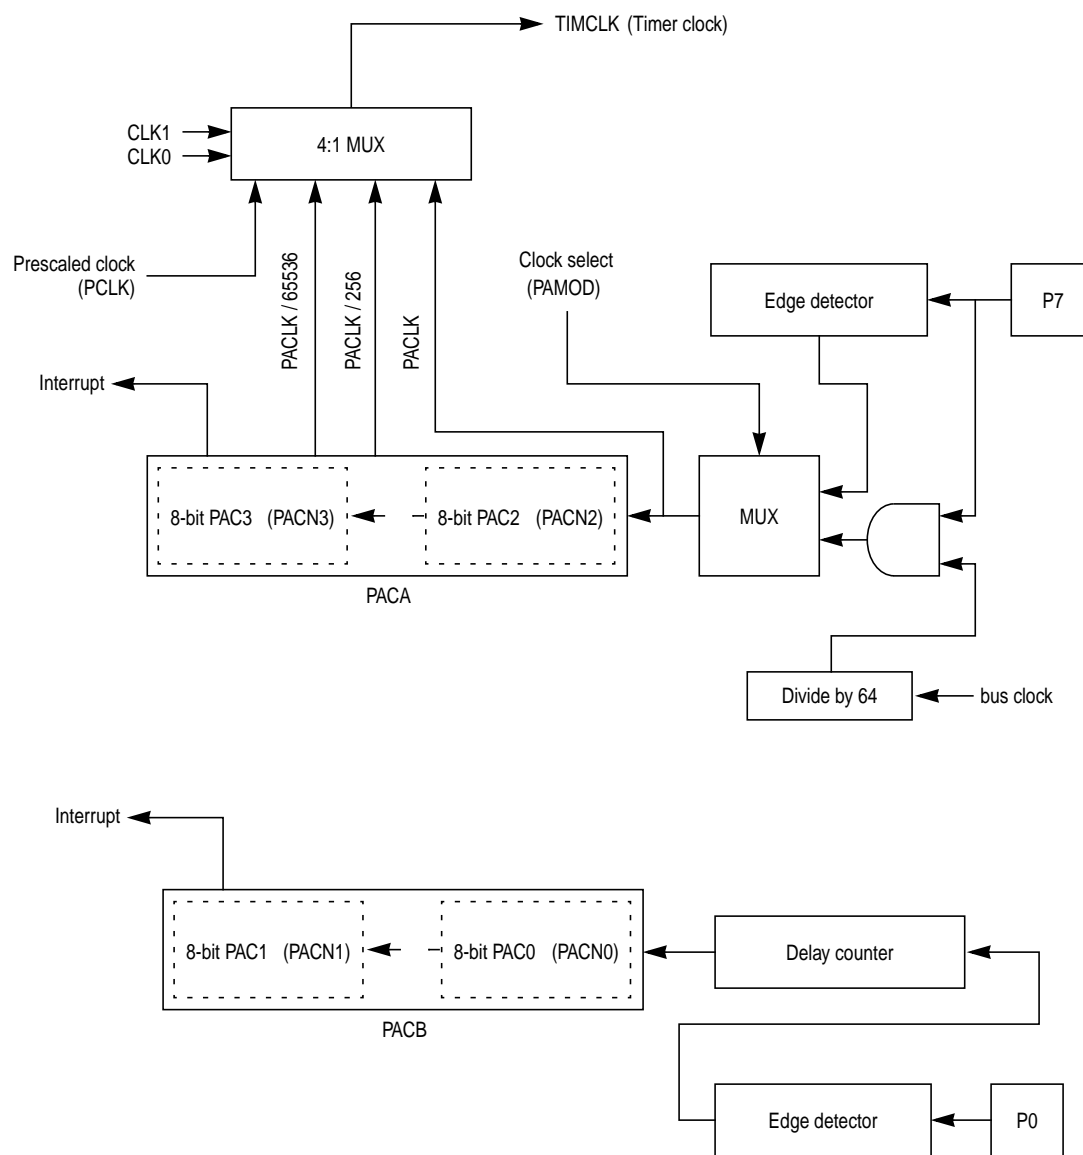 TIMCLK (Timer clock)
CLK1
CLK0
4:1 MUX
Prescaled clock
(PCLK)
PACLK / 65536
PACLK / 256
PACLK
Clock select
(PAMOD)
Edge detector
P7
Interrupt
8-bit PAC3 (PACN3)
8-bit PAC2 (PACN2)
MUX
PACA
Divide by 64
bus clock
Interrupt
8-bit PAC1 (PACN1)
8-bit PAC0 (PACN0)
Delay counter
PACB
Edge detector
P0